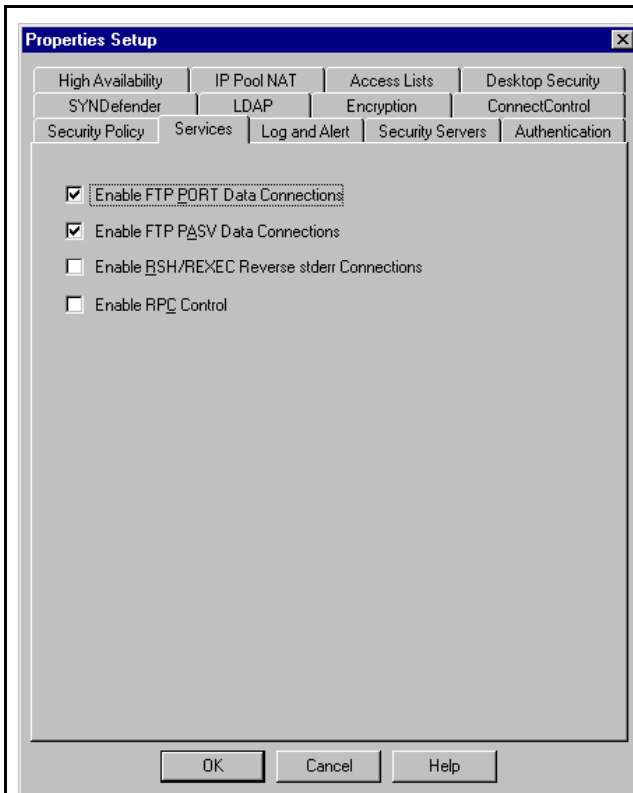 Properties Setup
High Availability IP Pool NAT Access Lists Desktop Security
SYNDefender LDAP Encryption ConnectControl
Security Policy Services Log and Alert Security Servers Authentication
Enable FTP PORT Data Connections
Enable FTP PASV Data Connections
Enable RSH/REXEC Reverse stderr Connections
Enable RPC Control
OK Cancel Help